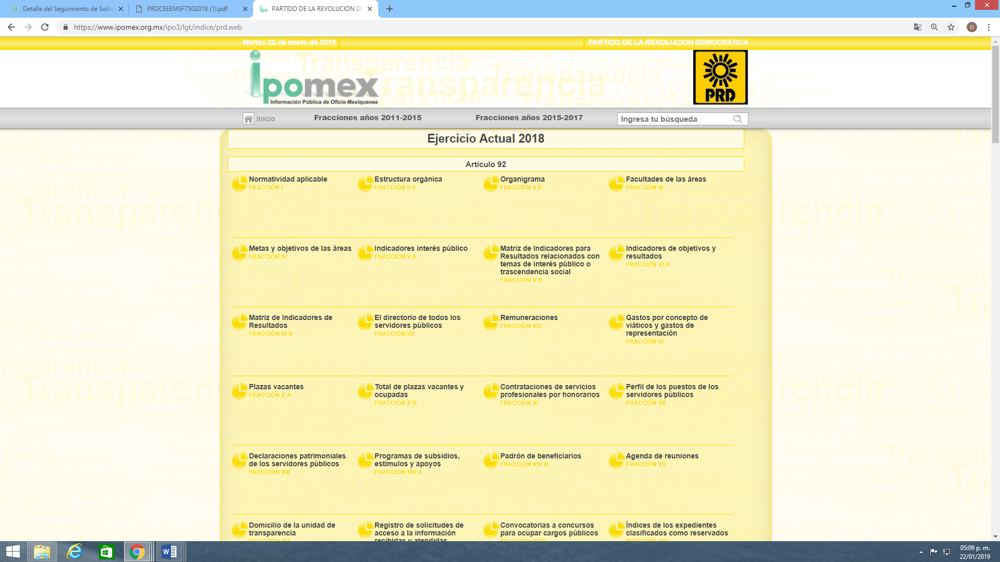 Detalle del Seguimiento de Solici
PRDCEEEMSF7502018 (1).pdf
PARTIDO DE LA REVOLUCION DE
https://www.ipomex.org.mx/ipo3/lgt/indice/prd.web
Martes 22 de enero de 2019
PARTIDO DE LA REVOLUCION DEMOCRATICA
ipomex
Información Pública de Oficio Mexiquense
PRD
Inicio
Fracciones años 2011-2015
Fracciones años 2015-2017
Ingresa tu búsqueda
Ejercicio Actual 2018
Artículo 92
Normatividad aplicable
FRACCIÓN I
Estructura orgánica
FRACCIÓN II A
Organigrama
FRACCIÓN II B
Facultades de las áreas
FRACCIÓN III
Metas y objetivos de las áreas
FRACCIÓN IV
Indicadores interés público
FRACCIÓN V A
Matriz de Indicadores para
Resultados relacionados con
temas de interés público o
trascendencia social
FRACCIÓN V B
Indicadores de objetivos y
resultados
FRACCIÓN VI A
Matriz de Indicadores de
Resultados
FRACCIÓN VI B
El directorio de todos los
servidores públicos
FRACCIÓN VII
Remuneraciones
FRACCIÓN VIII
Gastos por concepto de
viáticos y gastos de
representación
FRACCIÓN IX
Plazas vacantes
FRACCIÓN X A
Total de plazas vacantes y
ocupadas
FRACCIÓN X B
Contrataciones de servicios
profesionales por honorarios
FRACCIÓN XI
Perfil de los puestos de los
servidores públicos
FRACCIÓN XII
Declaraciones patrimoniales
de los servidores públicos
FRACCIÓN XIII
Programas de subsidios,
estímulos y apoyos
FRACCIÓN XIV A
Padrón de beneficiarios
FRACCIÓN XIV B
Agenda de reuniones
FRACCIÓN XV
Domicilio de la unidad de
transparencia
FRACCIÓN XVI
Registro de solicitudes de
acceso a la información
recibidas y atendidas
Convocatorias a concursos
para ocupar cargos públicos
FRACCIÓN XVIII
Índices de los expedientes
clasificados como reservados
FRACCIÓN XIX
05:09 p. m.
22/01/2019